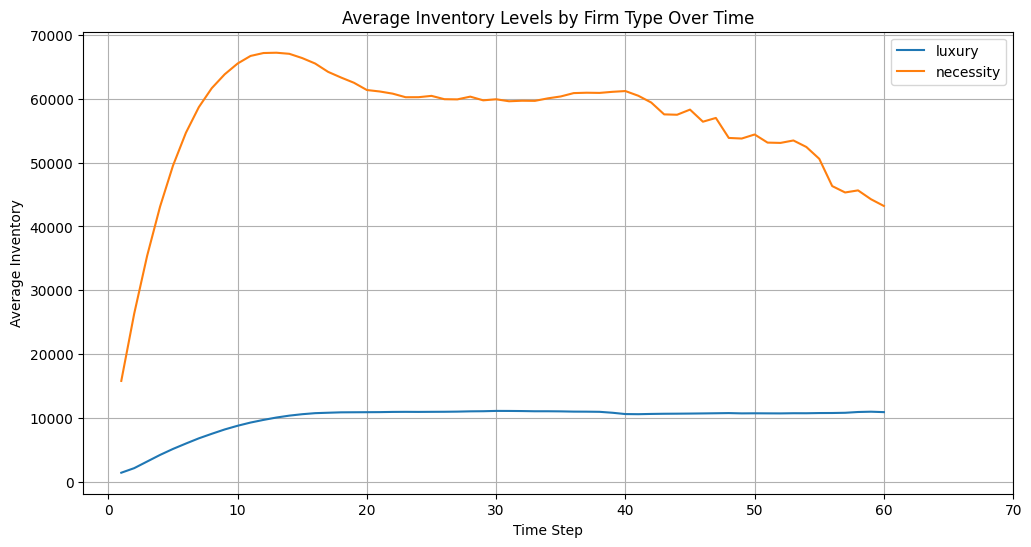 Average Inventory Levels by Firm Type Over Time
luxury
necessity
Average Inventory
70000
60000
50000
40000
30000
20000
10000
0
0 10 20 30 40 50 60 70
Time Step